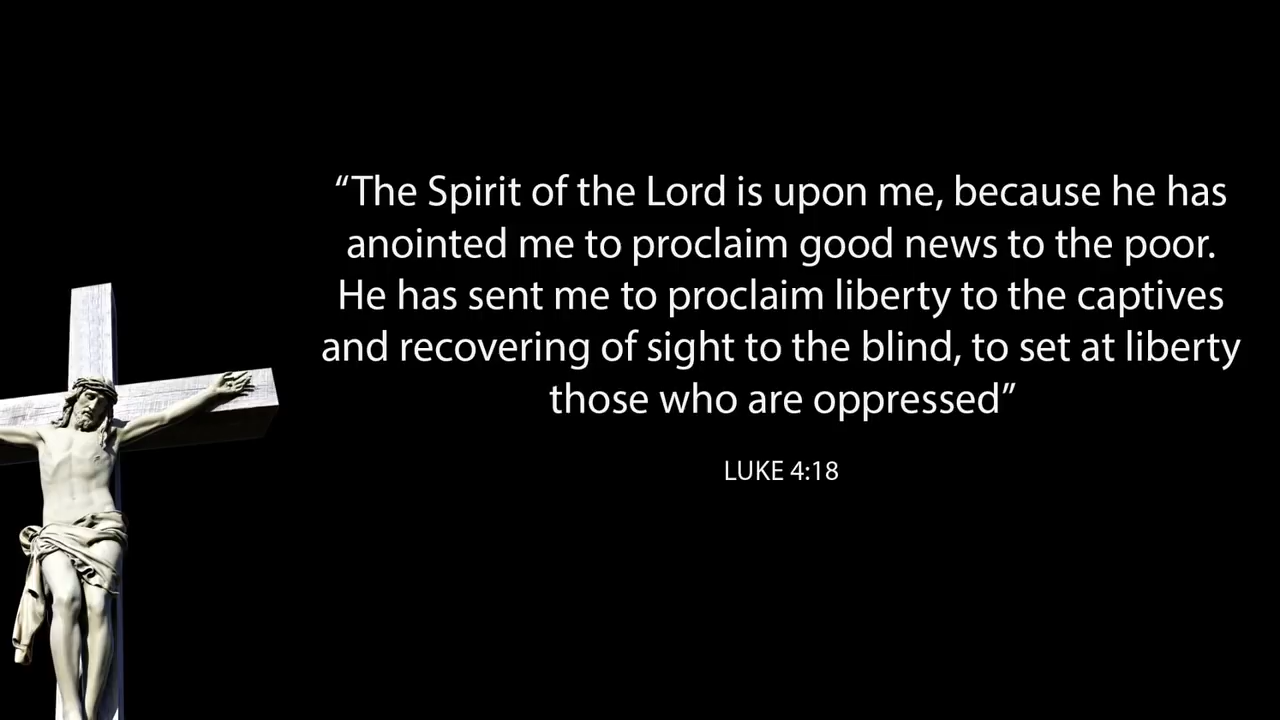 “The Spirit of the Lord is upon me, because he has
anointed me to proclaim good news to the poor.
He has sent me to proclaim liberty to the captives
and recovering of sight to the blind, to set at liberty
those who are oppressed”
LUKE 4:18